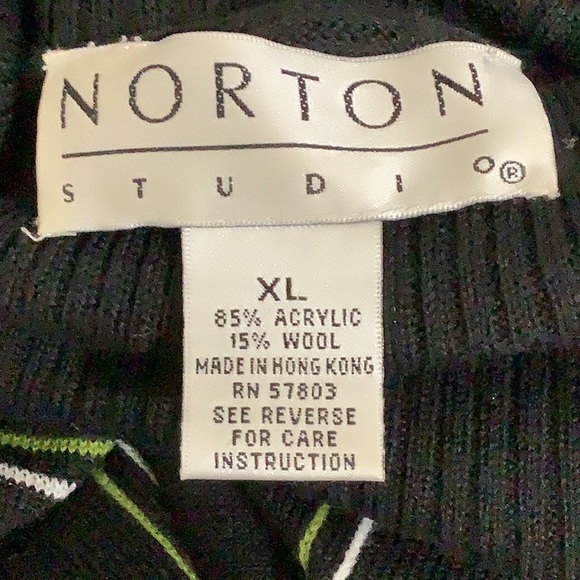 NORTON
STUDIO®
XL
85% ACRYLIC
15% WOOL
MADE IN HONG KONG
RN 57803
SEE REVERSE
FOR CARE
INSTRUCTION